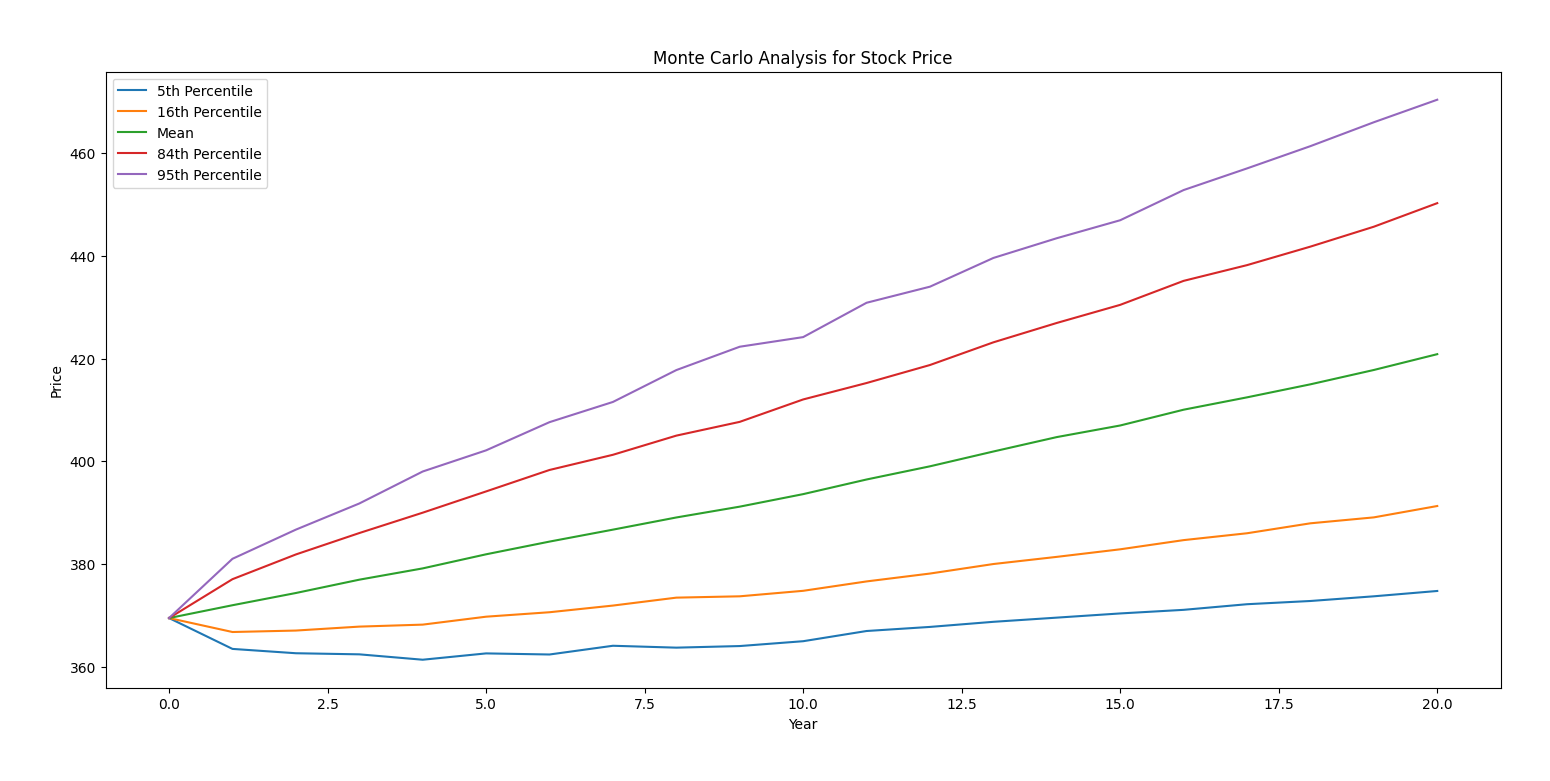 Monte Carlo Analysis for Stock Price
5th Percentile
16th Percentile
Mean
84th Percentile
95th Percentile
460
440
420
400
380
360
Price
0.0 2.5 5.0 7.5 10.0 12.5 15.0 17.5 20.0
Year